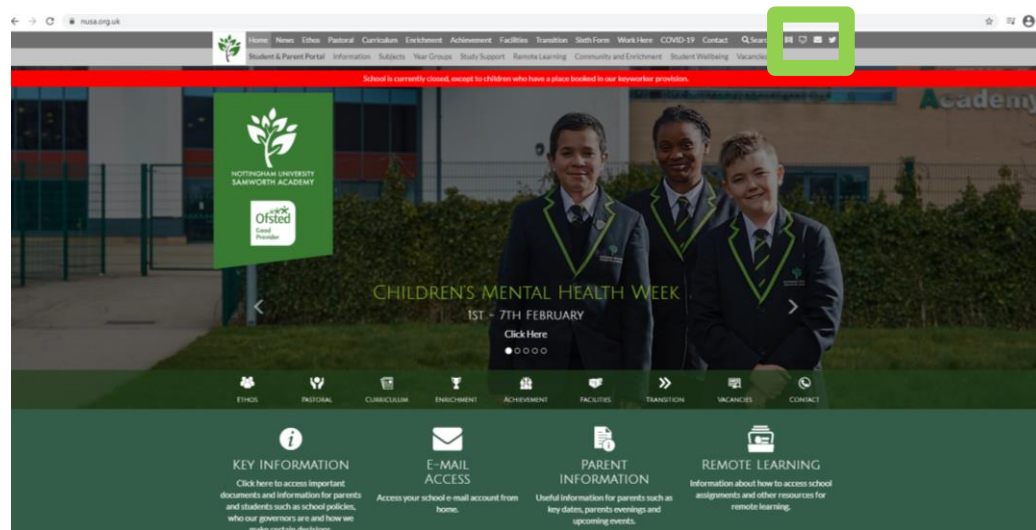 nusa.org.uk
Home News Ethos Pastoral Curriculum Enrichment Achievement Facilities Transition Sixth Form Work Here COVID-19 Contact
Student & Parent Portal Information Subjects Year Groups Study Support Remote Learning Community and Enrichment Student Wellbeing Vacancies
School is currently closed, except to children who have a place booked in our keyworker provision.
Academy
NOTTINGHAM UNIVERSITY
SAMWORTH ACADEMY
Ofsted
Good
Provider
CHILDREN'S MENTAL HEALTH WEEK
1ST - 7TH FEBRUARY
Click Here
ETHOS PASTORAL CURRICULUM ENRICHMENT ACHIEVEMENT FACILITIES TRANSITION VACANCIES CONTACT
KEY INFORMATION
Click here to access important
documents and information for parents
and students such as school policies,
who our governors are and how we
make certain decisions.
E-MAIL
ACCESS
Access your school e-mail account from
home.
PARENT
INFORMATION
Useful information for parents such as
key dates, parents evenings and
upcoming events.
REMOTE LEARNING
Information about how to access school
assignments and other resources for
remote learning.